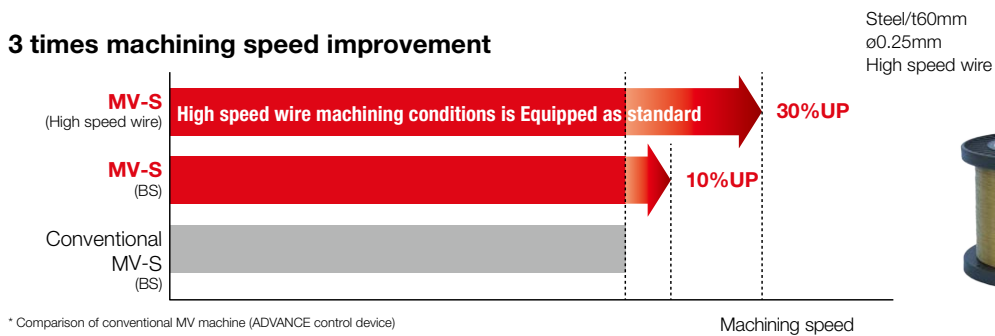 Steel/t60mm
ø0.25mm
High speed wire
3 times machining speed improvement
MV-S
(High speed wire)
High speed wire machining conditions is Equipped as standard
30%UP
MV-S
(BS)
10%UP
Conventional
MV-S
(BS)
* Comparison of conventional MV machine (ADVANCE control device)
Machining speed